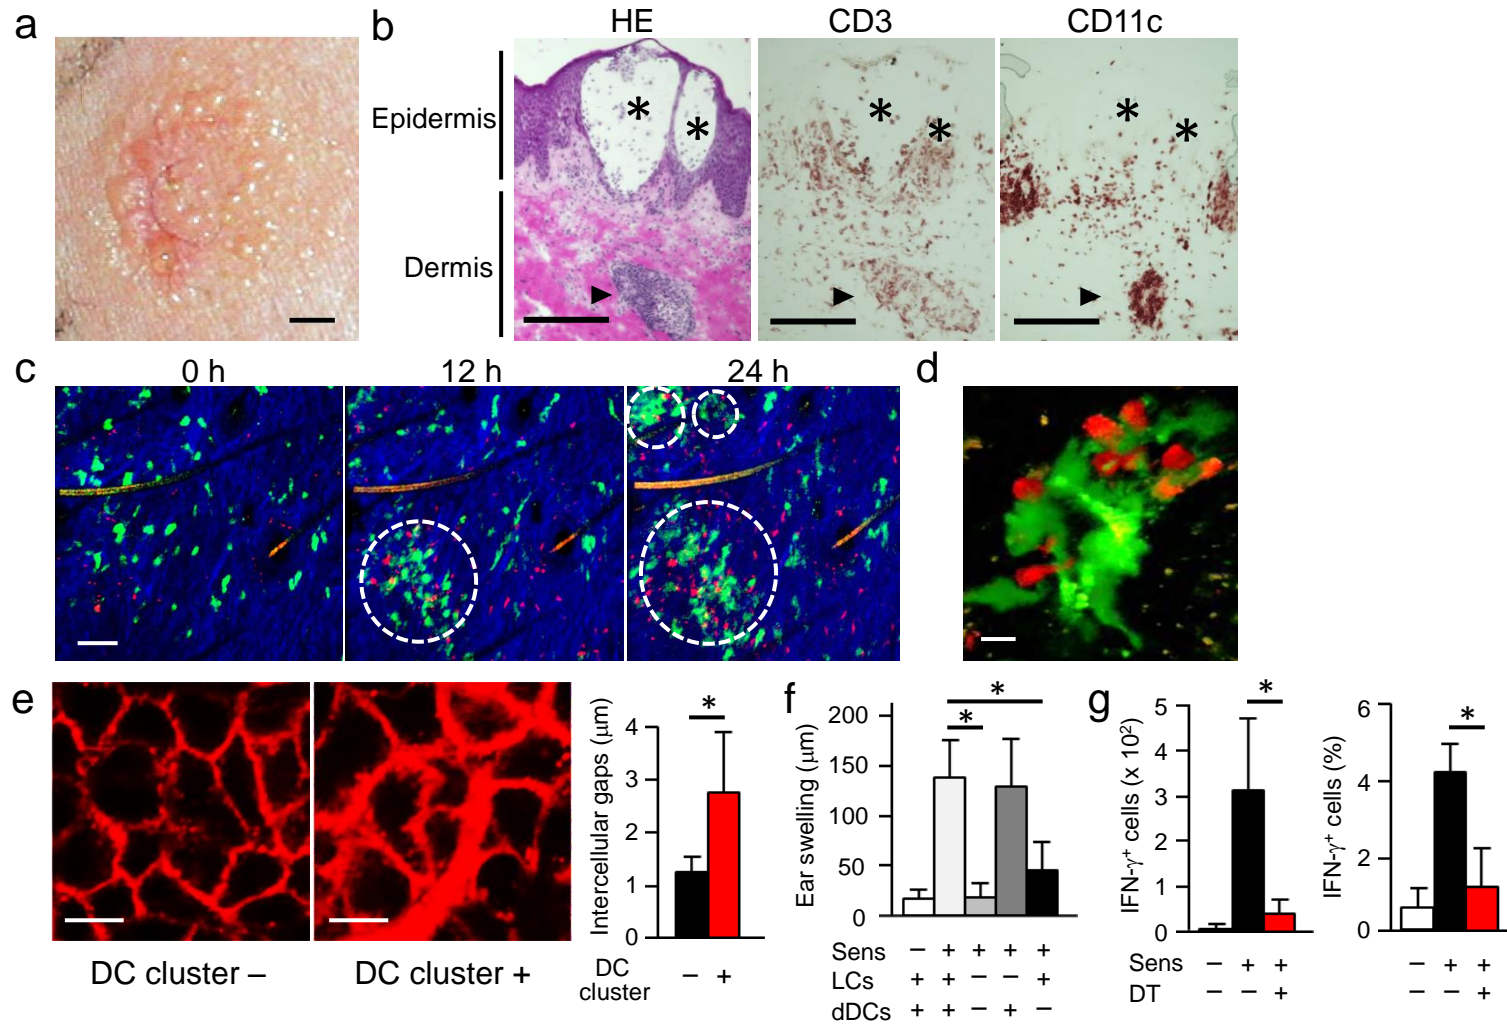 a
b
HE
CD3
CD11c
Epidermis
Dermis
*
*
*
*
*
*
c
0 h
12 h
24 h
d
e
DC cluster –
DC cluster +
Intercellular gaps (μm)
4
3
2
1
0
*
DC cluster
– +
f
Ear swelling (μm)
200
150
100
50
0
*
*
Sens – + + + +
LCs + + – – +
dDCs + + – + –
g
IFN-γ+ cells (x 10²)
5
4
3
2
1
0
*
Sens – + +
DT – – +
IFN-γ+ cells (%)
6
4
2
0
*
– + +
– – +